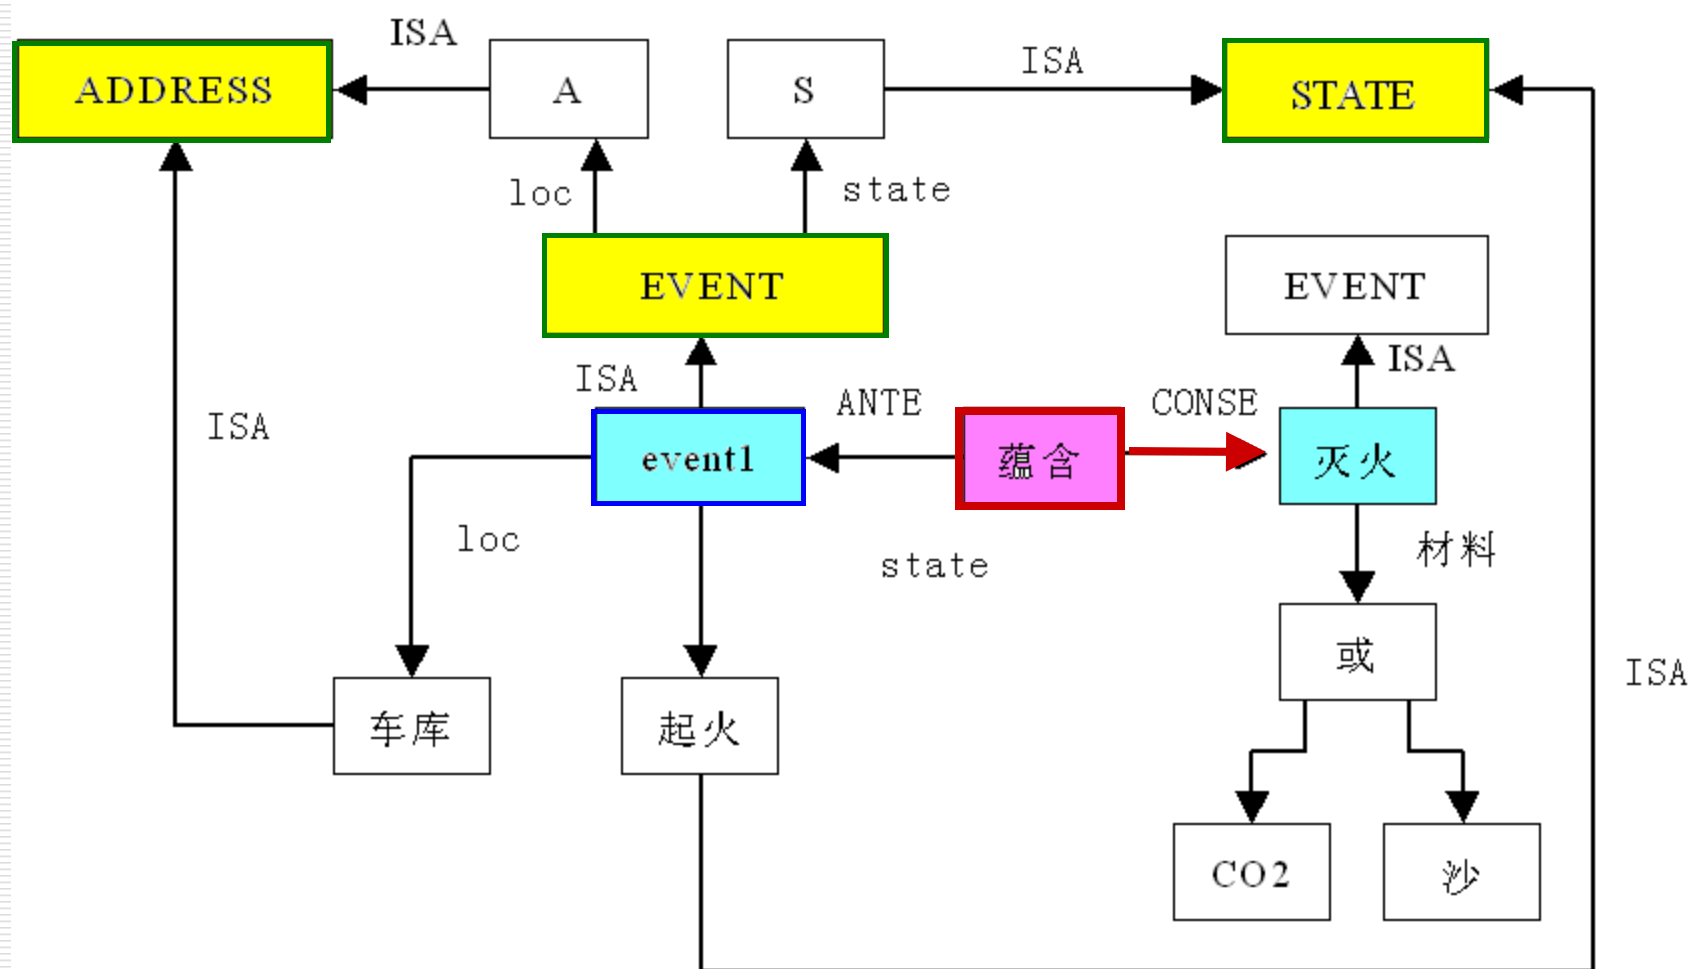 ISA
ADDRESS
A
S
ISA
STATE
loc
state
EVENT
EVENT
ISA
ISA
ANTE
CONSE
ISA
event1
蕴含
灭火
loc
state
材料
或
ISA
车库
起火
CO2
沙